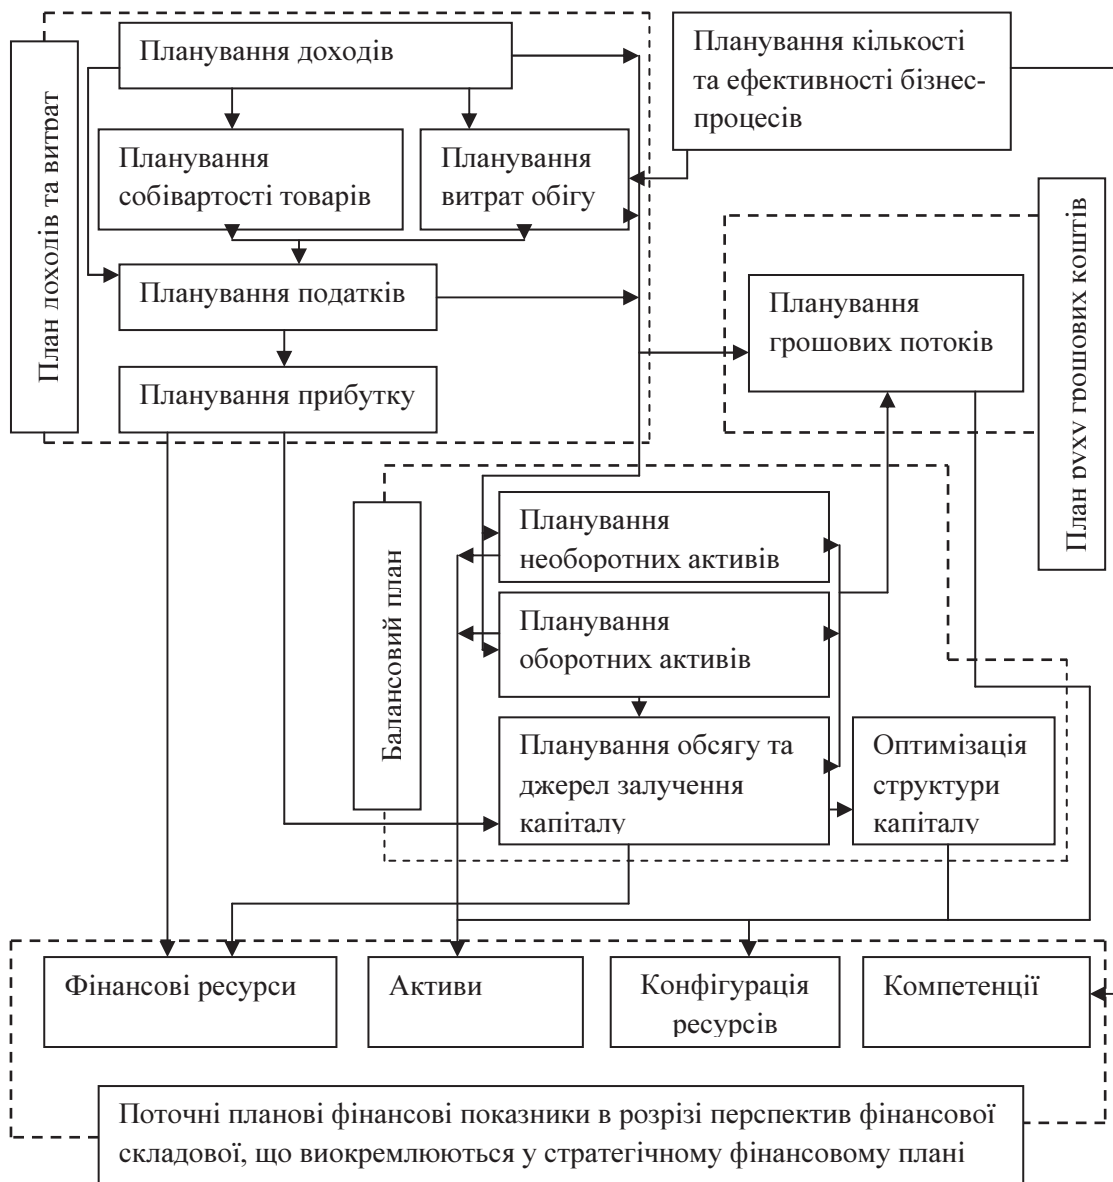 План доходів та витрат
Планування доходів
Планування кількості
та ефективності бізнес-
процесів
Планування
собівартості товарів
Планування
витрат обігу
Планування податків
Планування прибутку
План руху грошових коштів
Планування
грошових потоків
Балансовий план
Планування
необоротних активів
Планування
оборотних активів
Планування обсягу та
джерел залучення
капіталу
Оптимізація
структури
капіталу
Фінансові ресурси
Активи
Конфігурація
ресурсів
Компетенції
Поточні планові фінансові показники в розрізі перспектив фінансової
складової, що виокремлюються у стратегічному фінансовому плані